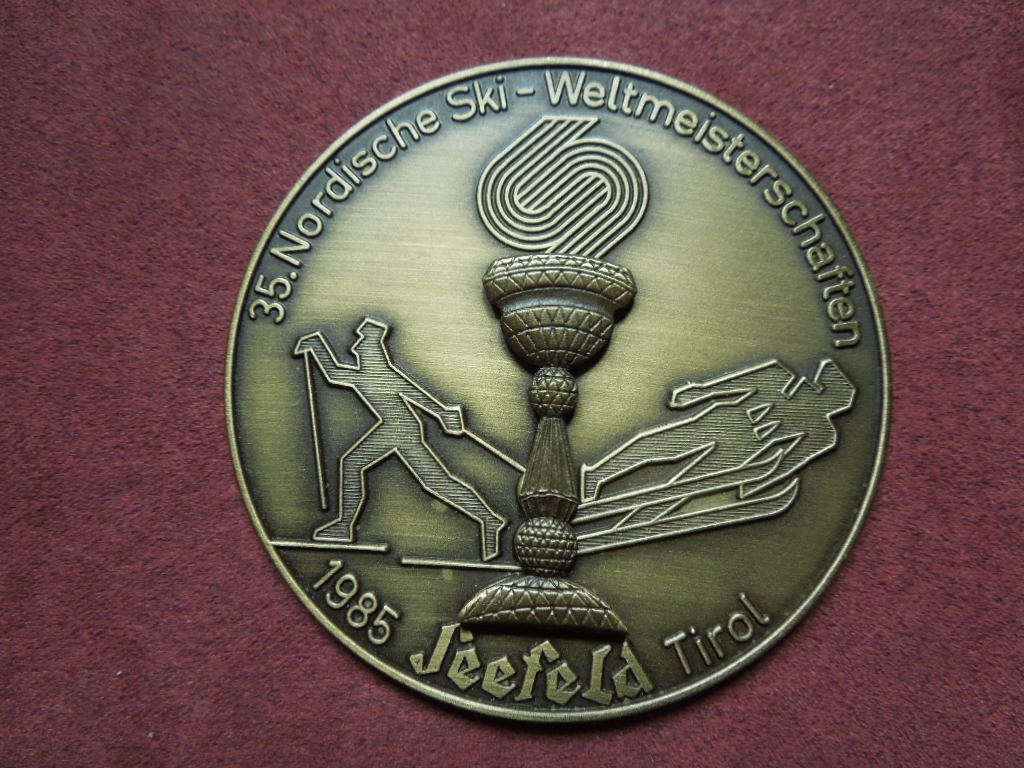 35. Nordische Ski - Weltmeisterschaften
1985 Seefeld Tirol